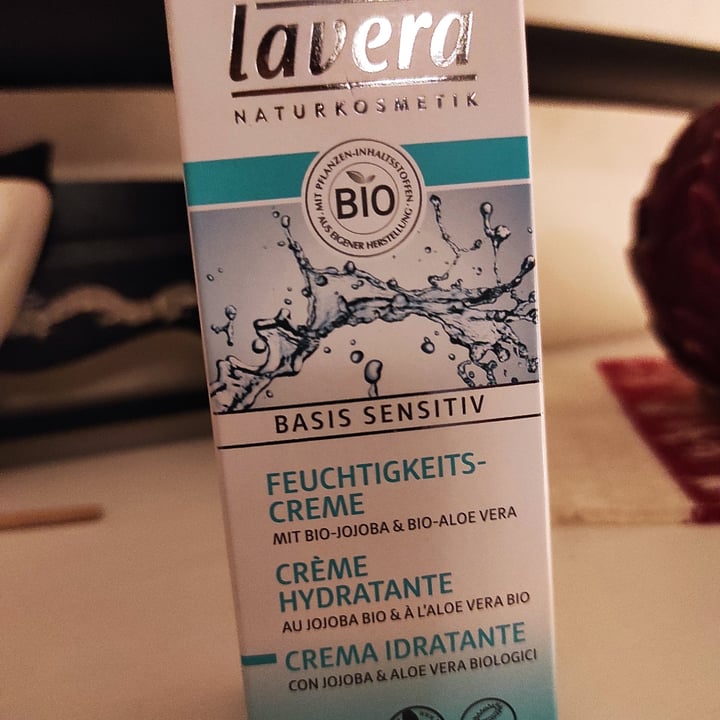 lavera
NATURKOSMETIK
MIT PFLANZEN-INHALTSSTOFFEN
BIO
AUS EIGENER HERSTELLUNG
BASIS SENSITIV
FEUCHTIGKEITS-
CREME
MIT BIO-JOJOBA & BIO-ALOE VERA
CRÈME
HYDRATANTE
AU JOJOBA BIO & À L'ALOE VERA BIO
CREMA IDRATANTE
CON JOJOBA & ALOE VERA BIOLOGICI